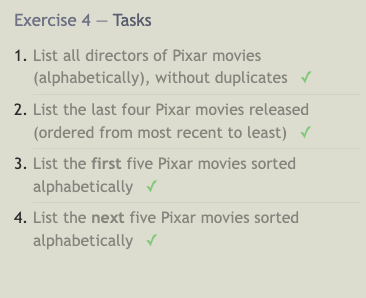 Exercise 4 — Tasks
1. List all directors of Pixar movies
(alphabetically), without duplicates ✓
2. List the last four Pixar movies released
(ordered from most recent to least) ✓
3. List the first five Pixar movies sorted
alphabetically ✓
4. List the next five Pixar movies sorted
alphabetically ✓